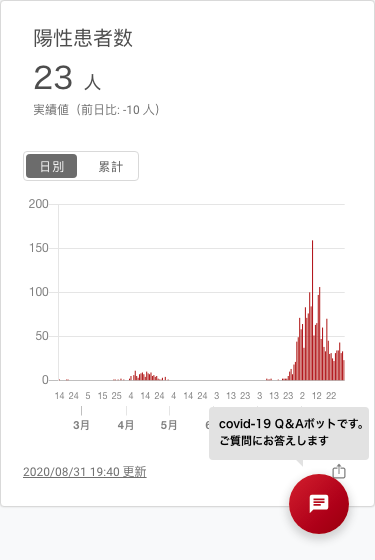 陽性患者数
23 人
実績値（前日比: -10 人）
日別 累計
200
150
100
50
0
14 24 5 15 25 4 14 24 4 14 24 3 13 23 3 13 23 2 12 22
3月 4月 5月
covid-19 Q&Aボットです。
ご質問にお答えします
2020/08/31 19:40 更新